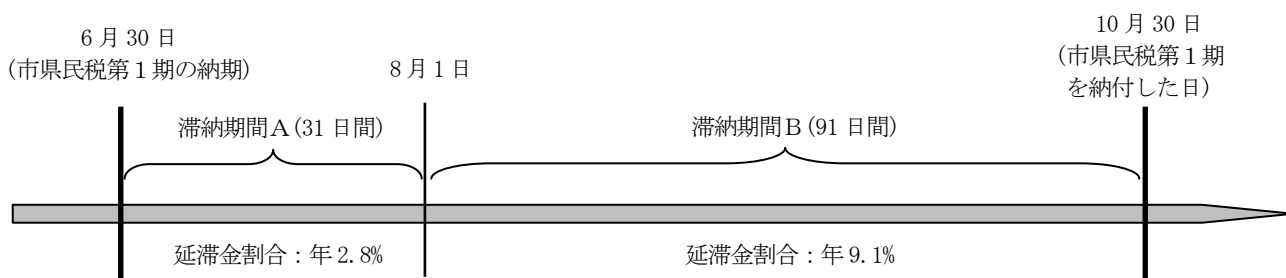 6月30日
(市県民税第1期の納期)
8月1日
10月30日
(市県民税第1期
を納付した日)
滞納期間A(31日間)
滞納期間B(91日間)
延滞金割合：年2.8%
延滞金割合：年9.1%